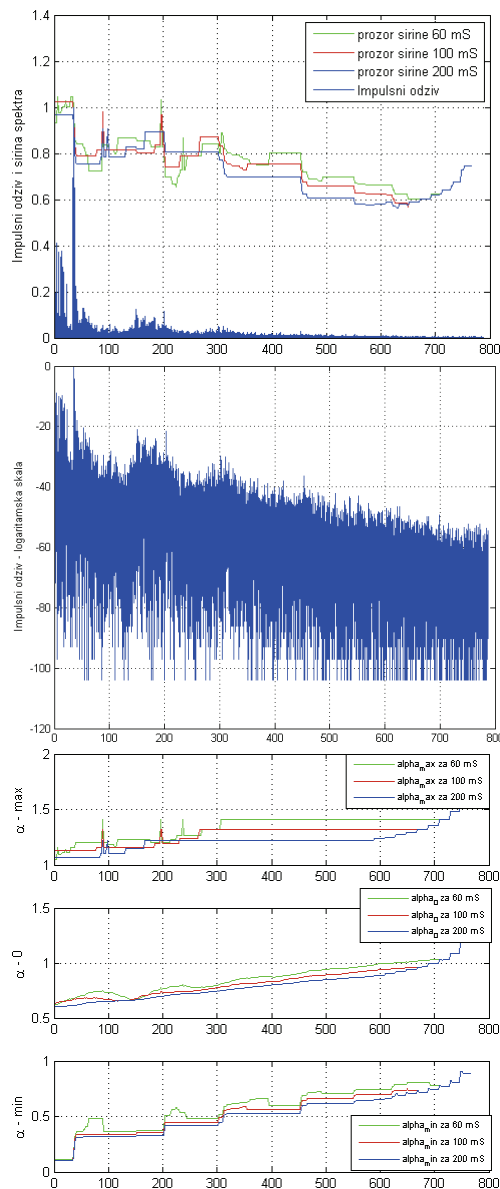 1.4
1.2
1
0.8
0.6
0.4
0.2
0
Impulsni odziv i sirina spektra
prozor sirine 60 mS
prozor sirine 100 mS
prozor sirine 200 mS
Impulsni odziv
0 100 200 300 400 500 600 700 800
0
-20
-40
-60
-80
-100
-120
Impulsni odziv - logaritamska skala
0 100 200 300 400 500 600 700 800
2
1.5
1
α - max
alpha_max za 60 mS
alpha_max za 100 mS
alpha_max za 200 mS
0 100 200 300 400 500 600 700 800
1.5
1
0.5
α - 0
alpha_0 za 60 mS
alpha_0 za 100 mS
alpha_0 za 200 mS
0 100 200 300 400 500 600 700 800
1
0.5
0
α - min
alpha_min za 60 mS
alpha_min za 100 mS
alpha_min za 200 mS
0 100 200 300 400 500 600 700 800